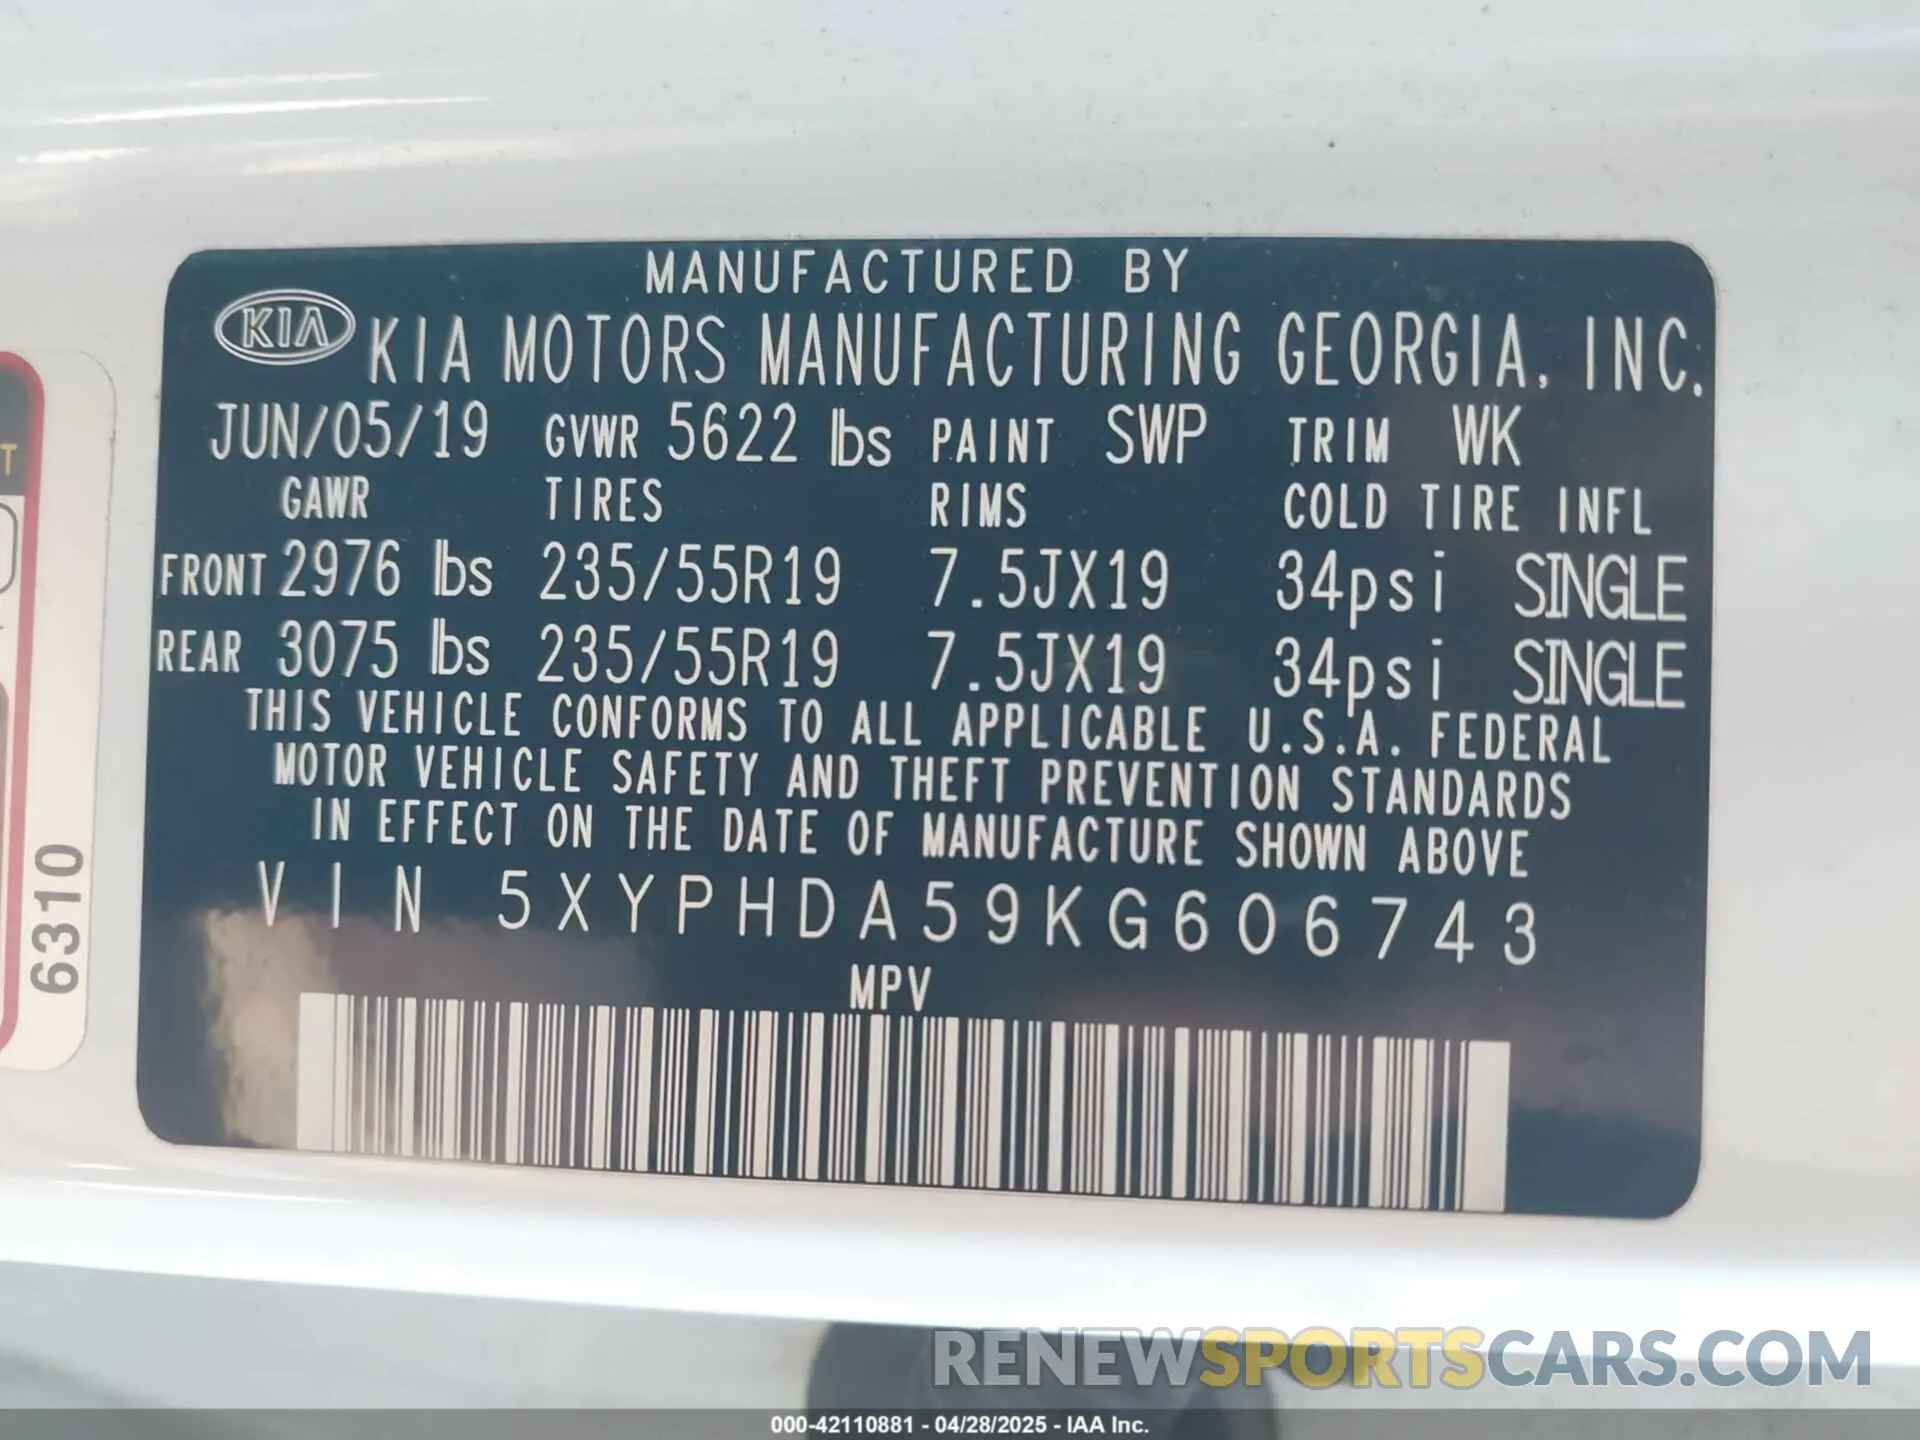 MANUFACTURED BY
KIA KIA MOTORS MANUFACTURING GEORGIA, INC.
JUN/05/19 GVWR 5622 lbs PAINT SWP TRIM WK
GAWR TIRES RIMS COLD TIRE INFL
FRONT 2976 lbs 235/55R19 7.5JX19 34psi SINGLE
REAR 3075 lbs 235/55R19 7.5JX19 34psi SINGLE
THIS VEHICLE CONFORMS TO ALL APPLICABLE U.S.A. FEDERAL
MOTOR VEHICLE SAFETY AND THEFT PREVENTION STANDARDS
IN EFFECT ON THE DATE OF MANUFACTURE SHOWN ABOVE
VIN 5XYPHDA59KG606743
MPV
T
6310
RENEWSPORTSCARS.COM
000-42110881 - 04/28/2025 - IAA Inc.